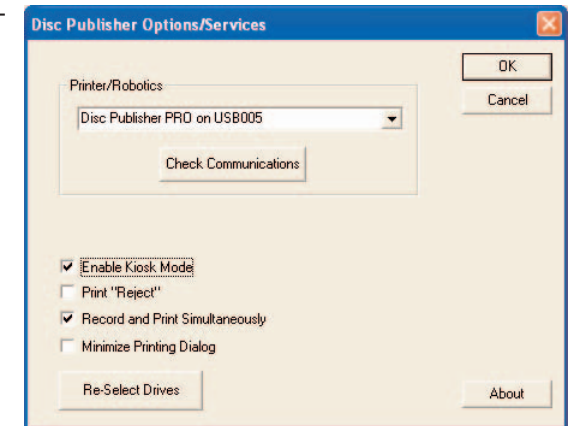 Disc Publisher Options/Services
OK
Printer/Robotics
Cancel
Disc Publisher PRO on USB005
Check Communications
Enable Kiosk Mode
Print "Reject"
Record and Print Simultaneously
Minimize Printing Dialog
Re-Select Drives
About